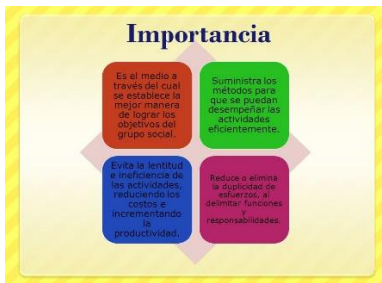 Importancia
Es el medio a
través del cual
se establece la
mejor manera
de lograr los
objetivos del
grupo social.
Suministra los
métodos para
que se puedan
desempeñar las
actividades
eficientemente.
Evita la lentitud
e ineficiencia de
las actividades,
reduciendo los
costos e
incrementando
la
productividad.
Reduce o elimina
la duplicidad de
esfuerzos, al
delimitar funciones
y
responsabilidades.